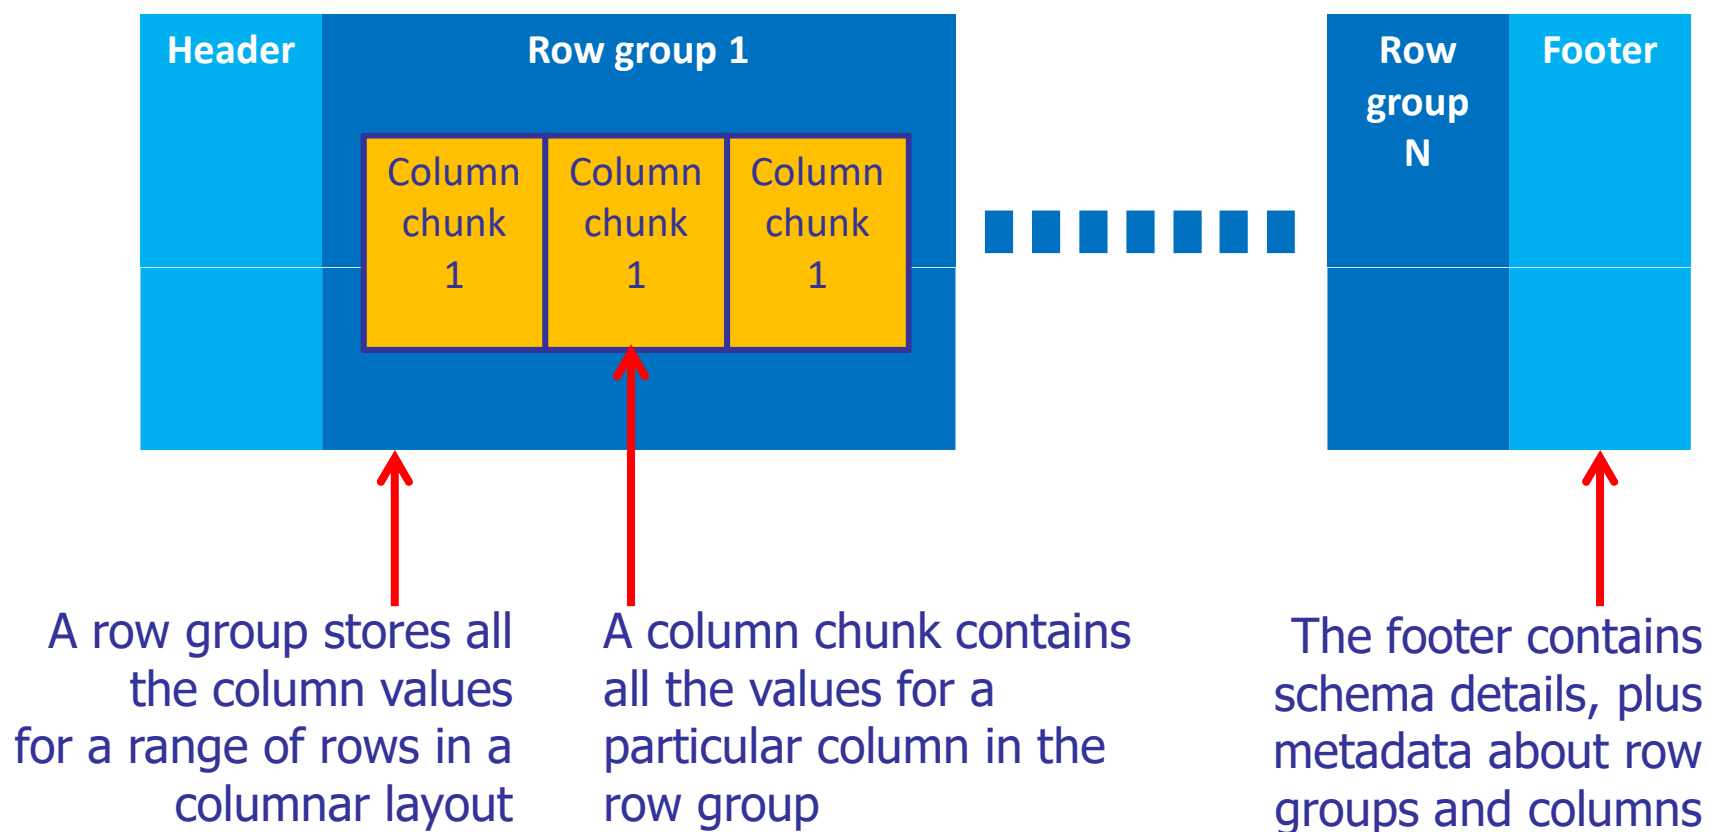 Header
Row group 1
Row
group
N
Footer
Column
chunk
1
Column
chunk
1
Column
chunk
1
A row group stores all
the column values
for a range of rows in a
columnar layout
A column chunk contains
all the values for a
particular column in the
row group
The footer contains
schema details, plus
metadata about row
groups and columns